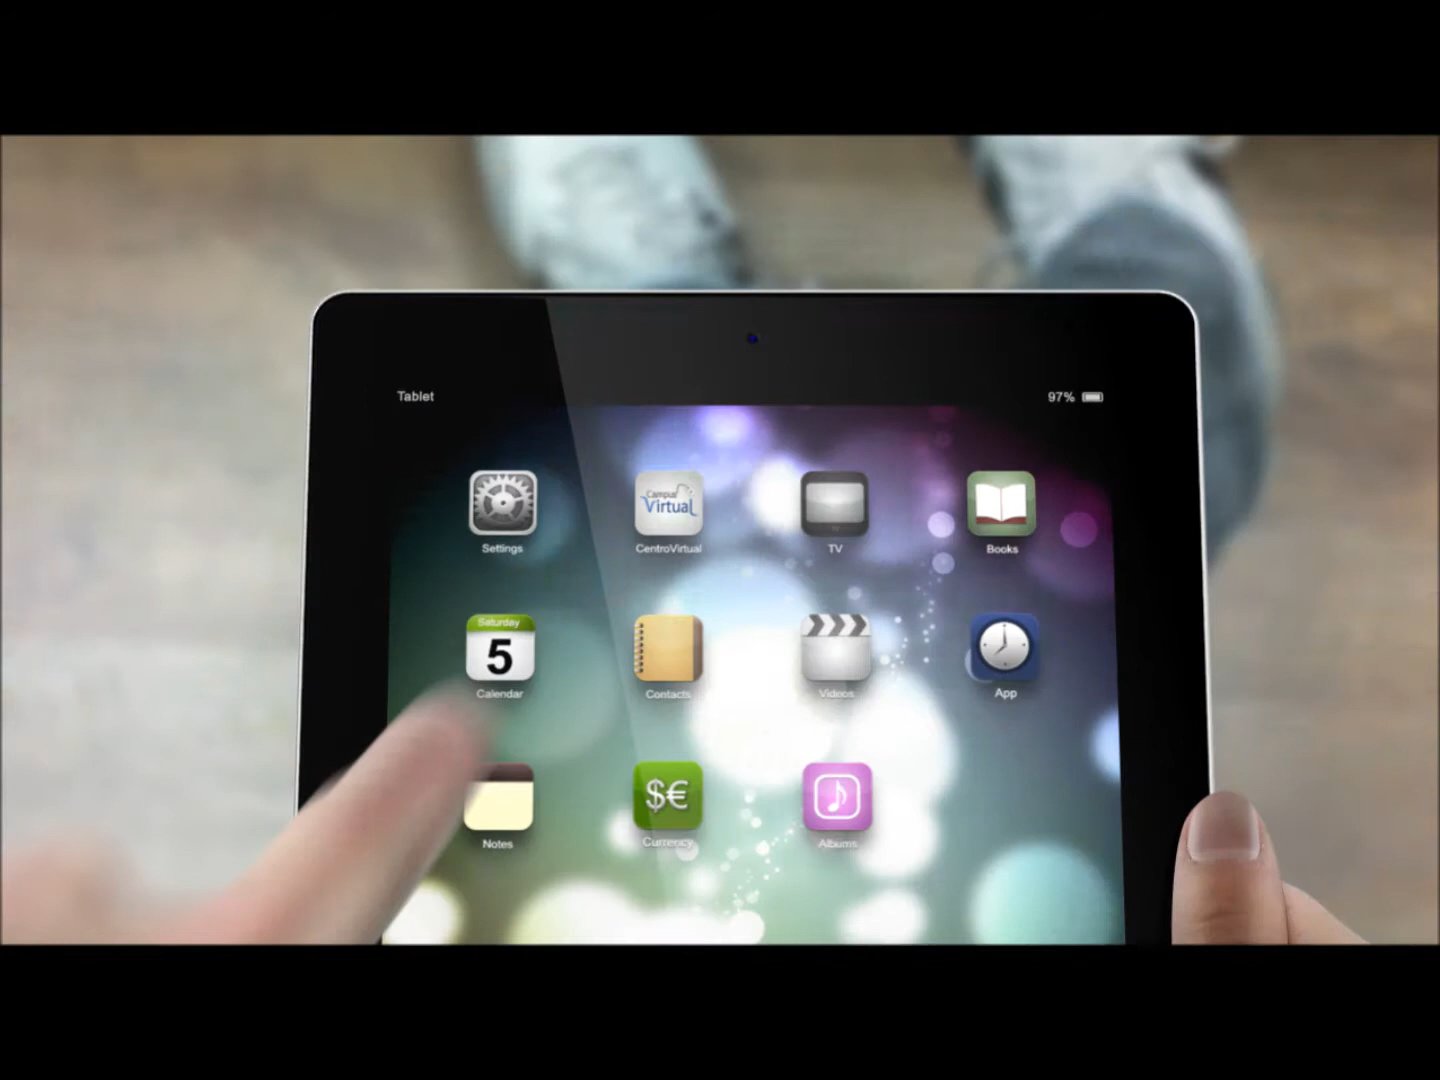 Tablet
97%
Campus
Virtual
Settings
CentroVirtual
TV
Books
Saturday
5
Calendar
Contacts
Videos
App
$€
Notes
Currency
Albums